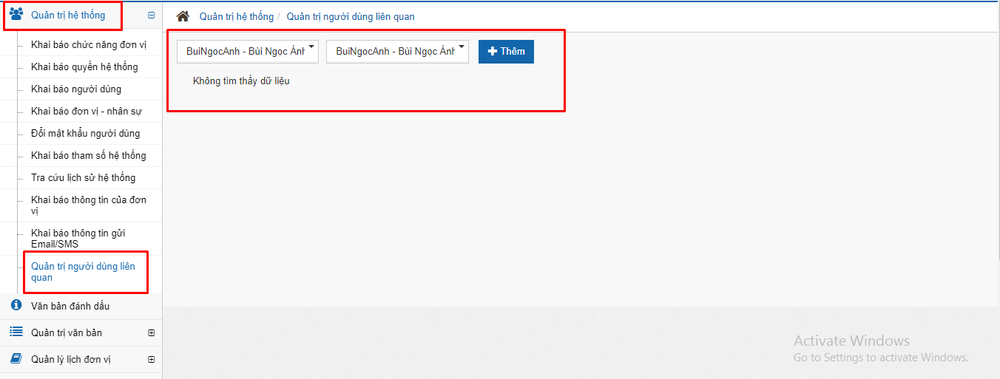 Quản trị hệ thống
Khai báo chức năng đơn vị
Khai báo quyền hệ thống
Khai báo người dùng
Khai báo đơn vị - nhân sự
Đổi mật khẩu người dùng
Khai báo tham số hệ thống
Tra cứu lịch sử hệ thống
Khai báo thông tin của đơn
vị
Khai báo thông tin gửi
Email/SMS
Quản trị người dùng liên
quan
Văn bản đánh dấu
Quản trị văn bản
Quản lý lịch đơn vị
Quản trị hệ thống / Quản trị người dùng liên quan
BuiNgocAnh - Bùi Ngọc Ánh BuiNgocAnh - Bùi Ngọc Ánh Thêm
Không tìm thấy dữ liệu
Activate Windows
Go to Settings to activate Windows.